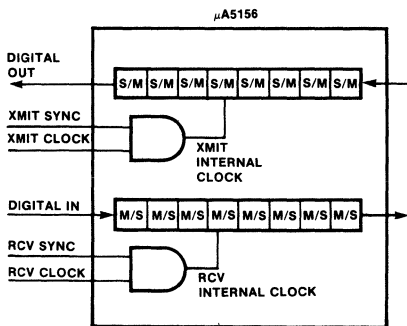 μA5156
DIGITAL
OUT
S/M S/M S/M S/M S/M S/M S/M S/M
XMIT SYNC
XMIT CLOCK
XMIT
INTERNAL
CLOCK
DIGITAL IN
M/S M/S M/S M/S M/S M/S M/S M/S
RCV SYNC
RCV CLOCK
RCV
INTERNAL CLOCK